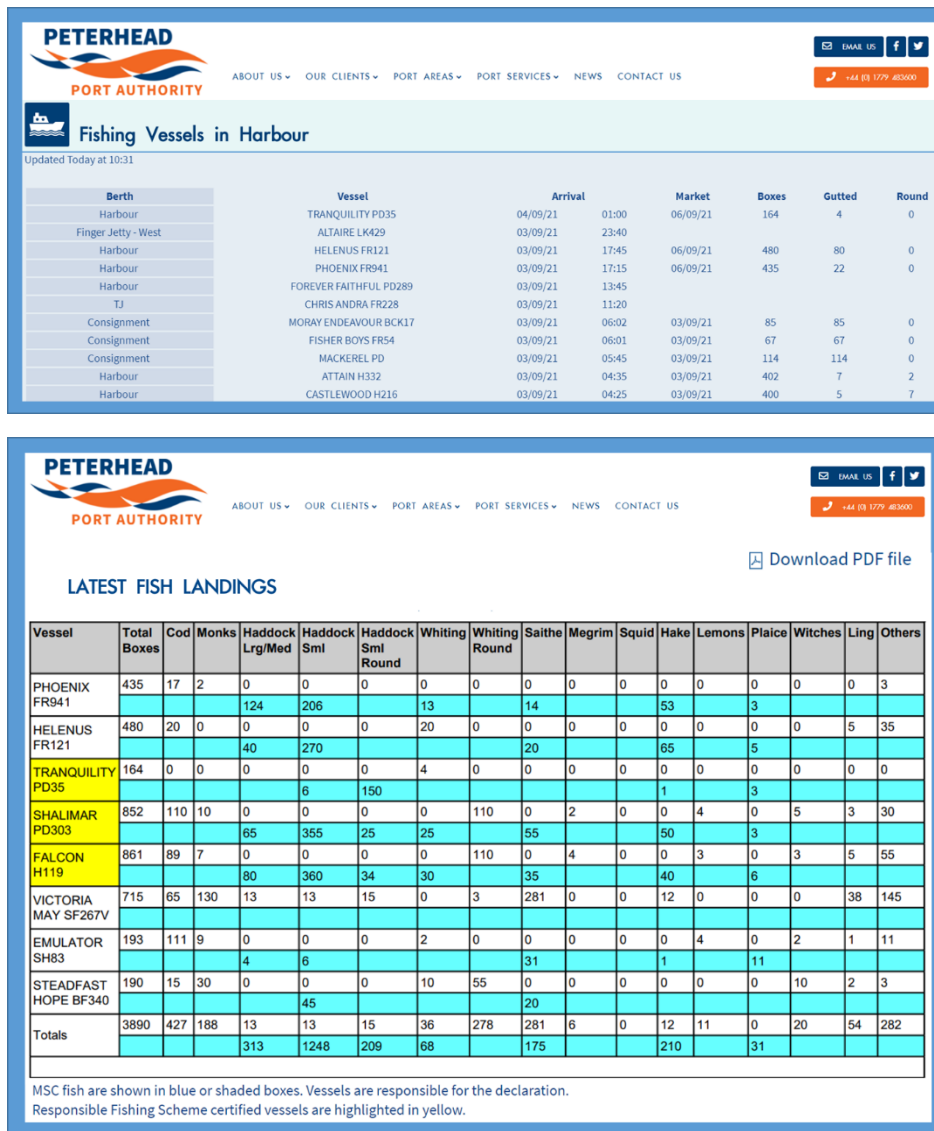 PETERHEAD
PORT AUTHORITY
EMAIL US
ABOUT US OUR CLIENTS PORT AREAS PORT SERVICES NEWS CONTACT US
+44 (0) 1779 483600
Fishing Vessels in Harbour
Updated Today at 10:31
Berth Vessel Arrival Market Boxes Gutted Round
Harbour TRANQUILITY PD35 04/09/21 01:00 06/09/21 164 4 0
Finger Jetty - West ALTAIRE LK429 03/09/21 23:40
Harbour HELENUS FR121 03/09/21 17:45 06/09/21 480 80 0
Harbour PHOENIX FR941 03/09/21 17:15 06/09/21 435 22 0
Harbour FOREVER FAITHFUL PD289 03/09/21 13:45
TJ CHRIS ANDRA FR228 03/09/21 11:20
Consignment MORAY ENDEAVOUR BCK17 03/09/21 06:02 03/09/21 85 85 0
Consignment FISHER BOYS FR54 03/09/21 06:01 03/09/21 67 67 0
Consignment MACKEREL PD 03/09/21 05:45 03/09/21 114 114 0
Harbour ATTAIN H332 03/09/21 04:35 03/09/21 402 7 2
Harbour CASTLEWOOD H216 03/09/21 04:25 03/09/21 400 5 7
PETERHEAD
PORT AUTHORITY
EMAIL US
ABOUT US OUR CLIENTS PORT AREAS PORT SERVICES NEWS CONTACT US
+44 (0) 1779 483600
Download PDF file
LATEST FISH LANDINGS
Vessel Total Cod Monks Haddock Haddock Haddock Whiting Whiting Saithe Megrim Squid Hake Lemons Plaice Witches Ling Others
Boxes Lrg/Med Sml Sml Round
Round
PHOENIX 435 17 2 0 0 0 0 0 0 0 0 0 0 0 0 0 3
FR941 124 206 13 14 53 3
HELENUS 480 20 0 0 0 0 20 0 0 0 0 0 0 0 0 5 35
FR121 40 270 20 65 5
TRANQUILITY 164 0 0 0 0 0 4 0 0 0 0 0 0 0 0 0 0
PD35 6 150 1 3
SHALIMAR 852 110 10 0 0 0 0 110 0 2 0 0 4 0 5 3 30
PD303 65 355 25 25 55 50 3
FALCON 861 89 7 0 0 0 0 110 0 4 0 0 3 0 3 5 55
H119 80 360 34 30 35 40 6
VICTORIA 715 65 130 13 13 15 0 3 281 0 0 12 0 0 0 38 145
MAY SF267V
EMULATOR 193 111 9 0 0 0 2 0 0 0 0 0 4 0 2 1 11
SH83 4 6 31 1 11
STEADFAST 190 15 30 0 0 0 10 55 0 0 0 0 0 0 10 2 3
HOPE BF340 45 20
Totals 3890 427 188 13 13 15 36 278 281 6 0 12 11 0 20 54 282
313 1248 209 68 175 210 31
MSC fish are shown in blue or shaded boxes. Vessels are responsible for the declaration.
Responsible Fishing Scheme certified vessels are highlighted in yellow.